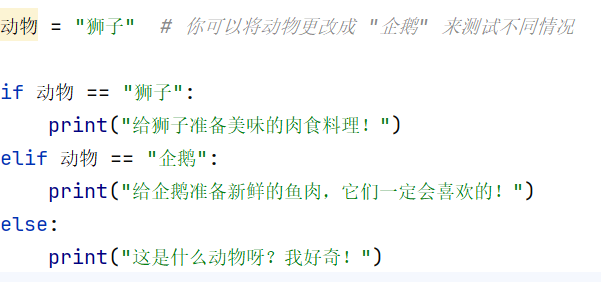 动物 = "狮子"  # 你可以将动物更改成 "企鹅" 来测试不同情况
if 动物 == "狮子":
    print("给狮子准备美味的肉食料理！")
elif 动物 == "企鹅":
    print("给企鹅准备新鲜的鱼肉，它们一定会喜欢的！")
else:
    print("这是什么动物呀？我好奇！")